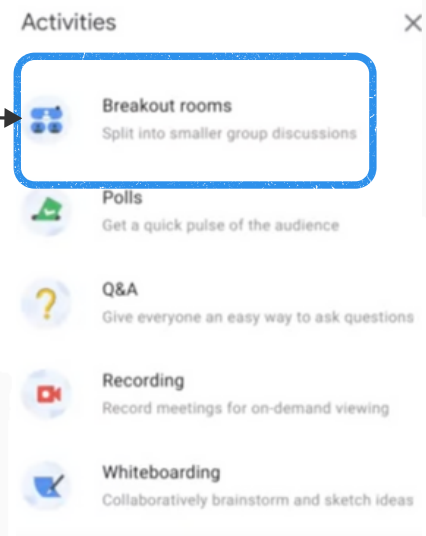 Activities
Breakout rooms
Split into smaller group discussions
Polls
Get a quick pulse of the audience
Q&A
Give everyone an easy way to ask questions
Recording
Record meetings for on-demand viewing
Whiteboarding
Collaboratively brainstorm and sketch ideas